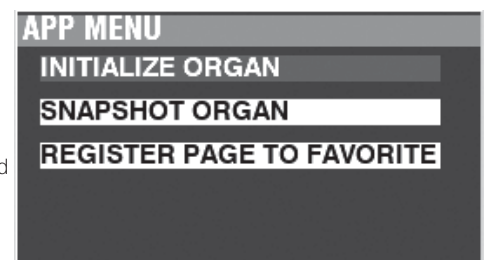 APP MENU
INITIALIZE ORGAN
SNAPSHOT ORGAN
REGISTER PAGE TO FAVORITE